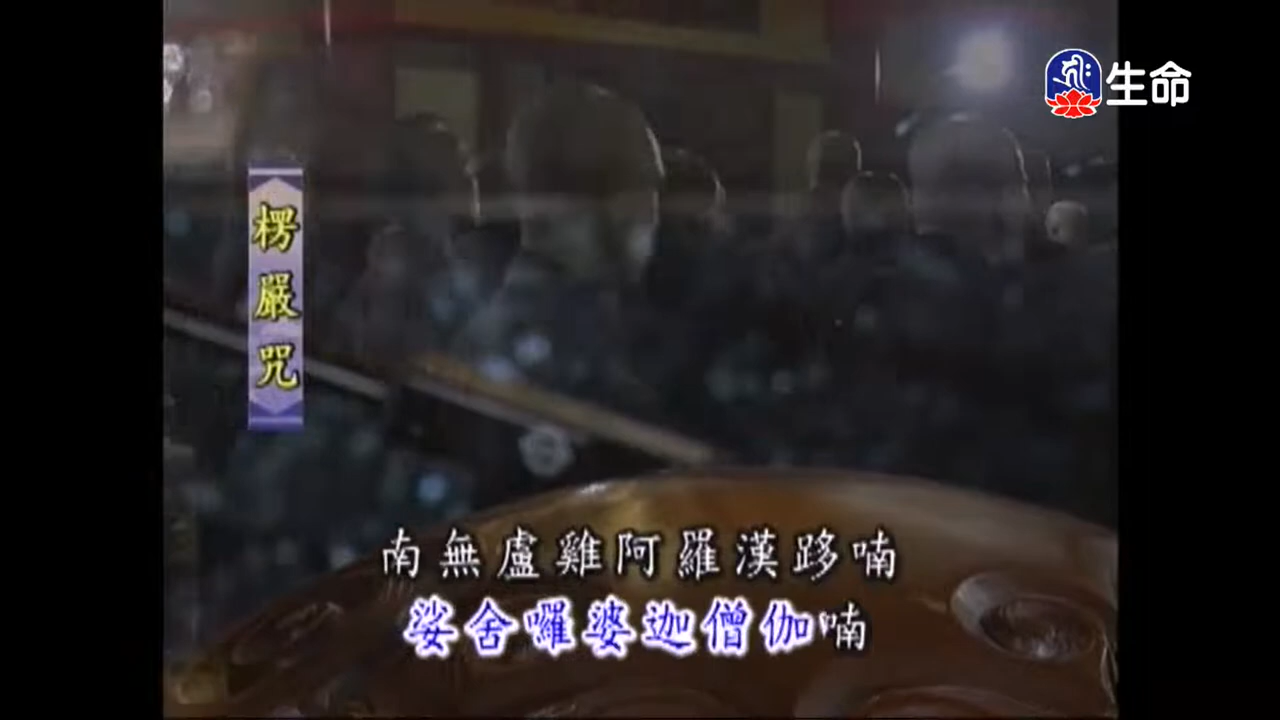 生命
楞嚴咒
南無盧雞阿羅漢跢喃
娑舍囉婆迦僧伽喃